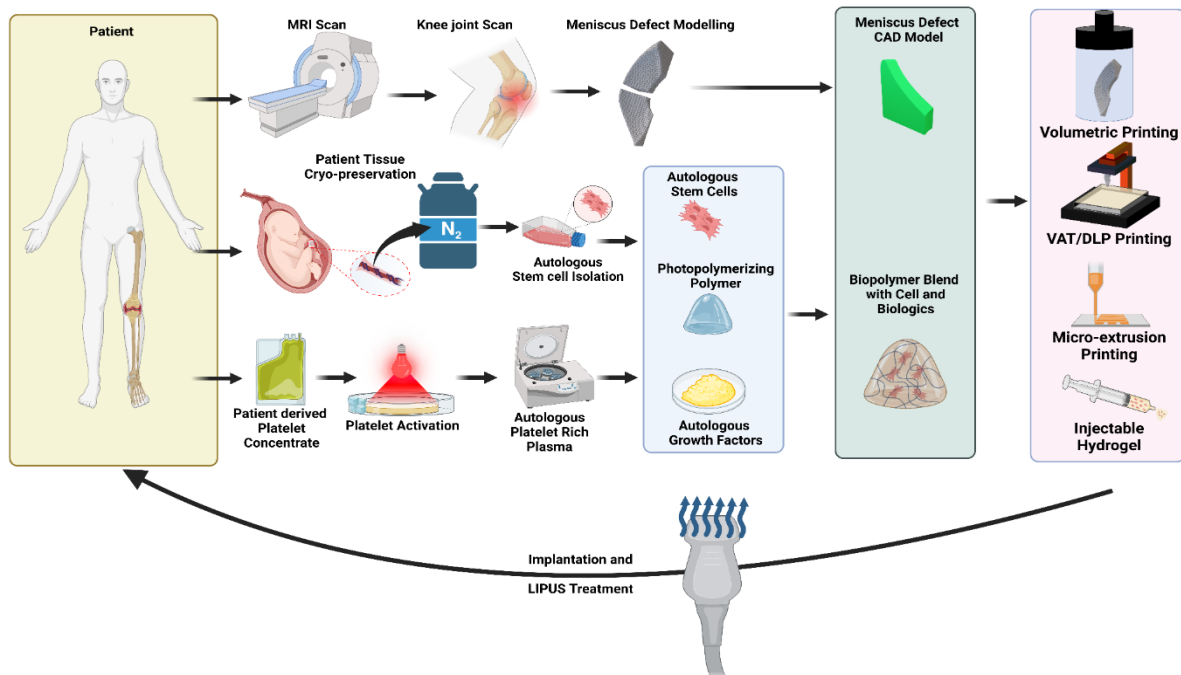 Patient
MRI Scan
Knee joint Scan
Meniscus Defect Modelling
Patient Tissue
Cryo-preservation
N2
Autologous
Stem cell Isolation
Patient derived
Platelet
Concentrate
Platelet Activation
Autologous
Platelet Rich
Plasma
Autologous
Stem Cells
Photopolymerizing
Polymer
Autologous
Growth Factors
Meniscus Defect
CAD Model
Biopolymer Blend
with Cell and
Biologics
Volumetric Printing
VAT/DLP Printing
Micro-extrusion
Printing
Injectable
Hydrogel
Implantation and
LIPUS Treatment